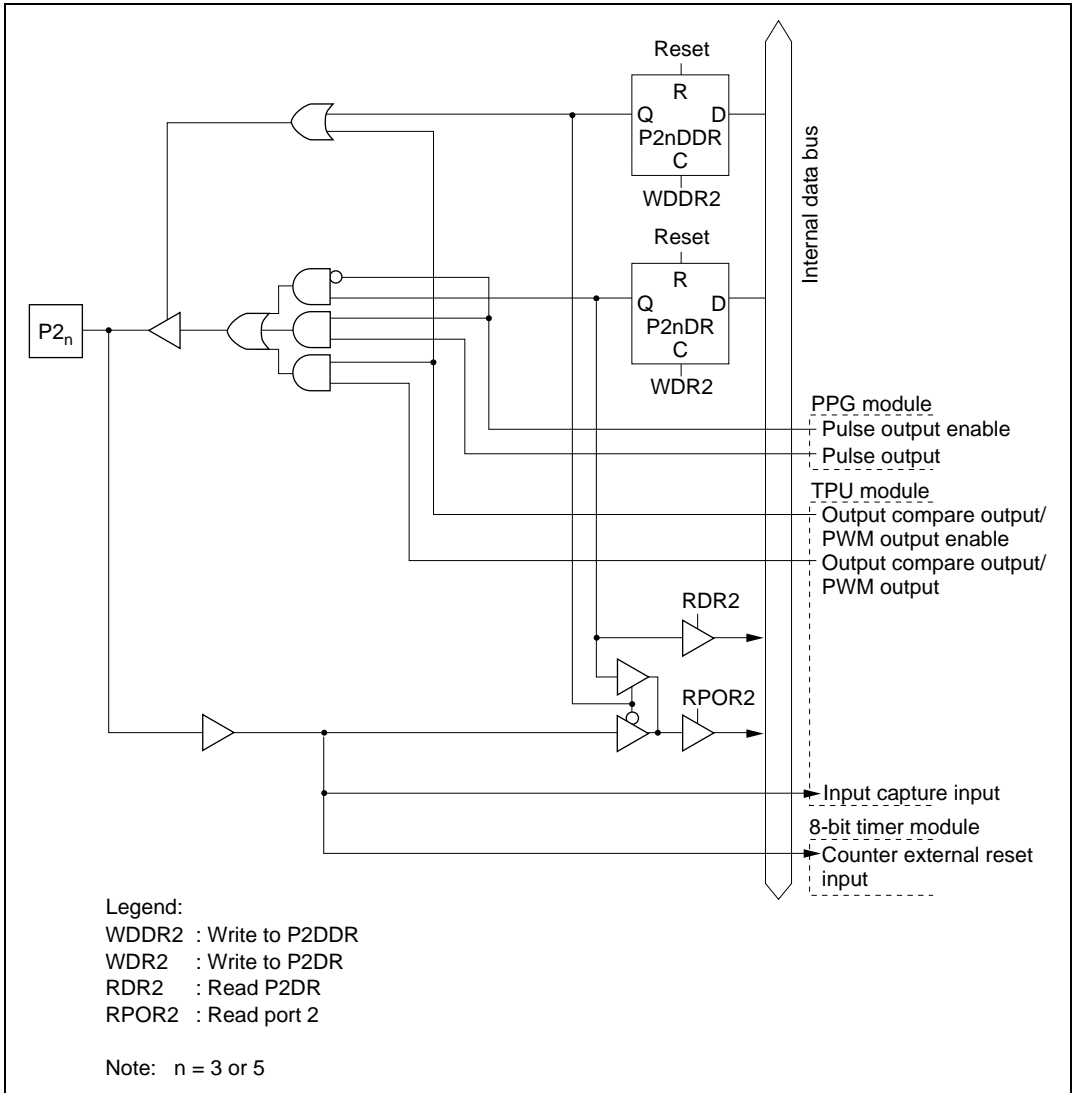 Reset
R
Q D
P2nDDR
C
WDDR2
Internal data bus
Reset
R
Q D
P2nDR
C
WDR2
P2n
PPG module
Pulse output enable
Pulse output
TPU module
Output compare output/
PWM output enable
Output compare output/
PWM output
RDR2
RPOR2
Input capture input
8-bit timer module
Counter external reset
input
Legend:
WDDR2 : Write to P2DDR
WDR2 : Write to P2DR
RDR2 : Read P2DR
RPOR2 : Read port 2
Note: n = 3 or 5